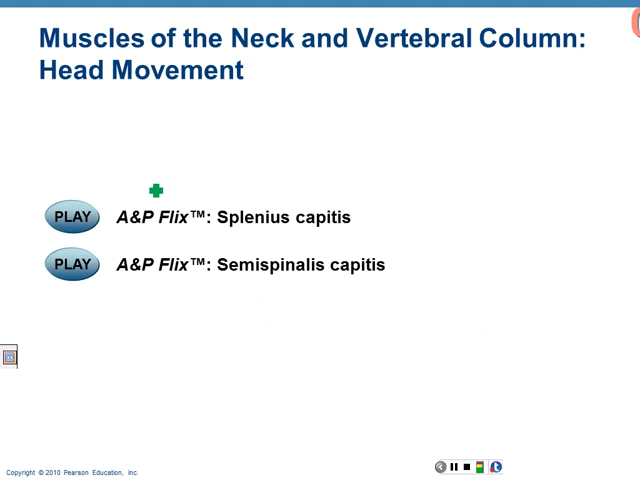 Muscles of the Neck and Vertebral Column:
Head Movement
PLAY A&P Flix™: Splenius capitis
PLAY A&P Flix™: Semispinalis capitis
Copyright © 2010 Pearson Education, Inc.